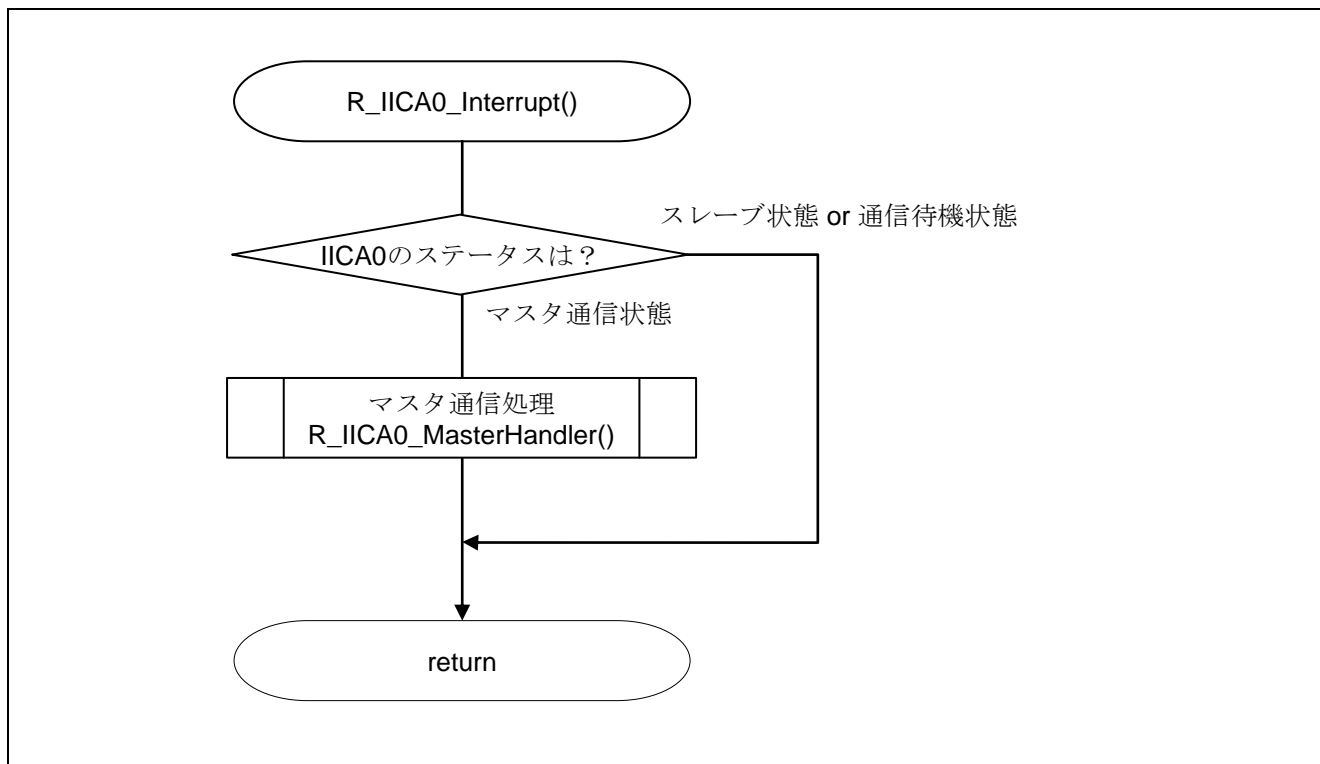 R_IICA0_Interrupt()
スレーブ状態 or 通信待機状態
IICA0のステータスは？
マスタ通信状態
マスタ通信処理
R_IICA0_MasterHandler()
return